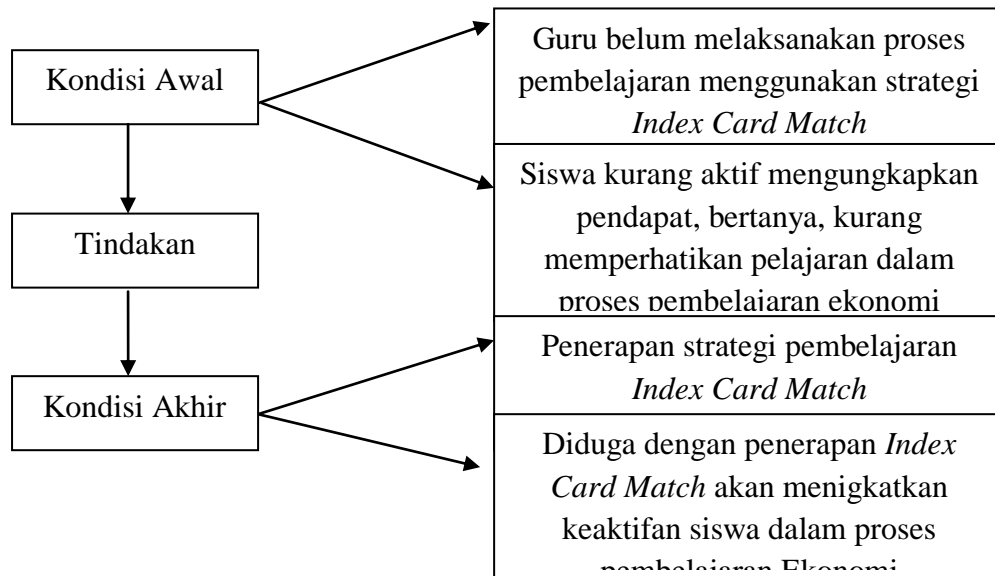 Kondisi Awal
Guru belum melaksanakan proses
pembelajaran menggunakan strategi
Index Card Match
Siswa kurang aktif mengungkapkan
pendapat, bertanya, kurang
memperhatikan pelajaran dalam
proses pembelajaran ekonomi
Tindakan
Kondisi Akhir
Penerapan strategi pembelajaran
Index Card Match
Diduga dengan penerapan Index
Card Match akan menigkatkan
keaktifan siswa dalam proses
pembelajaran Ekonomi